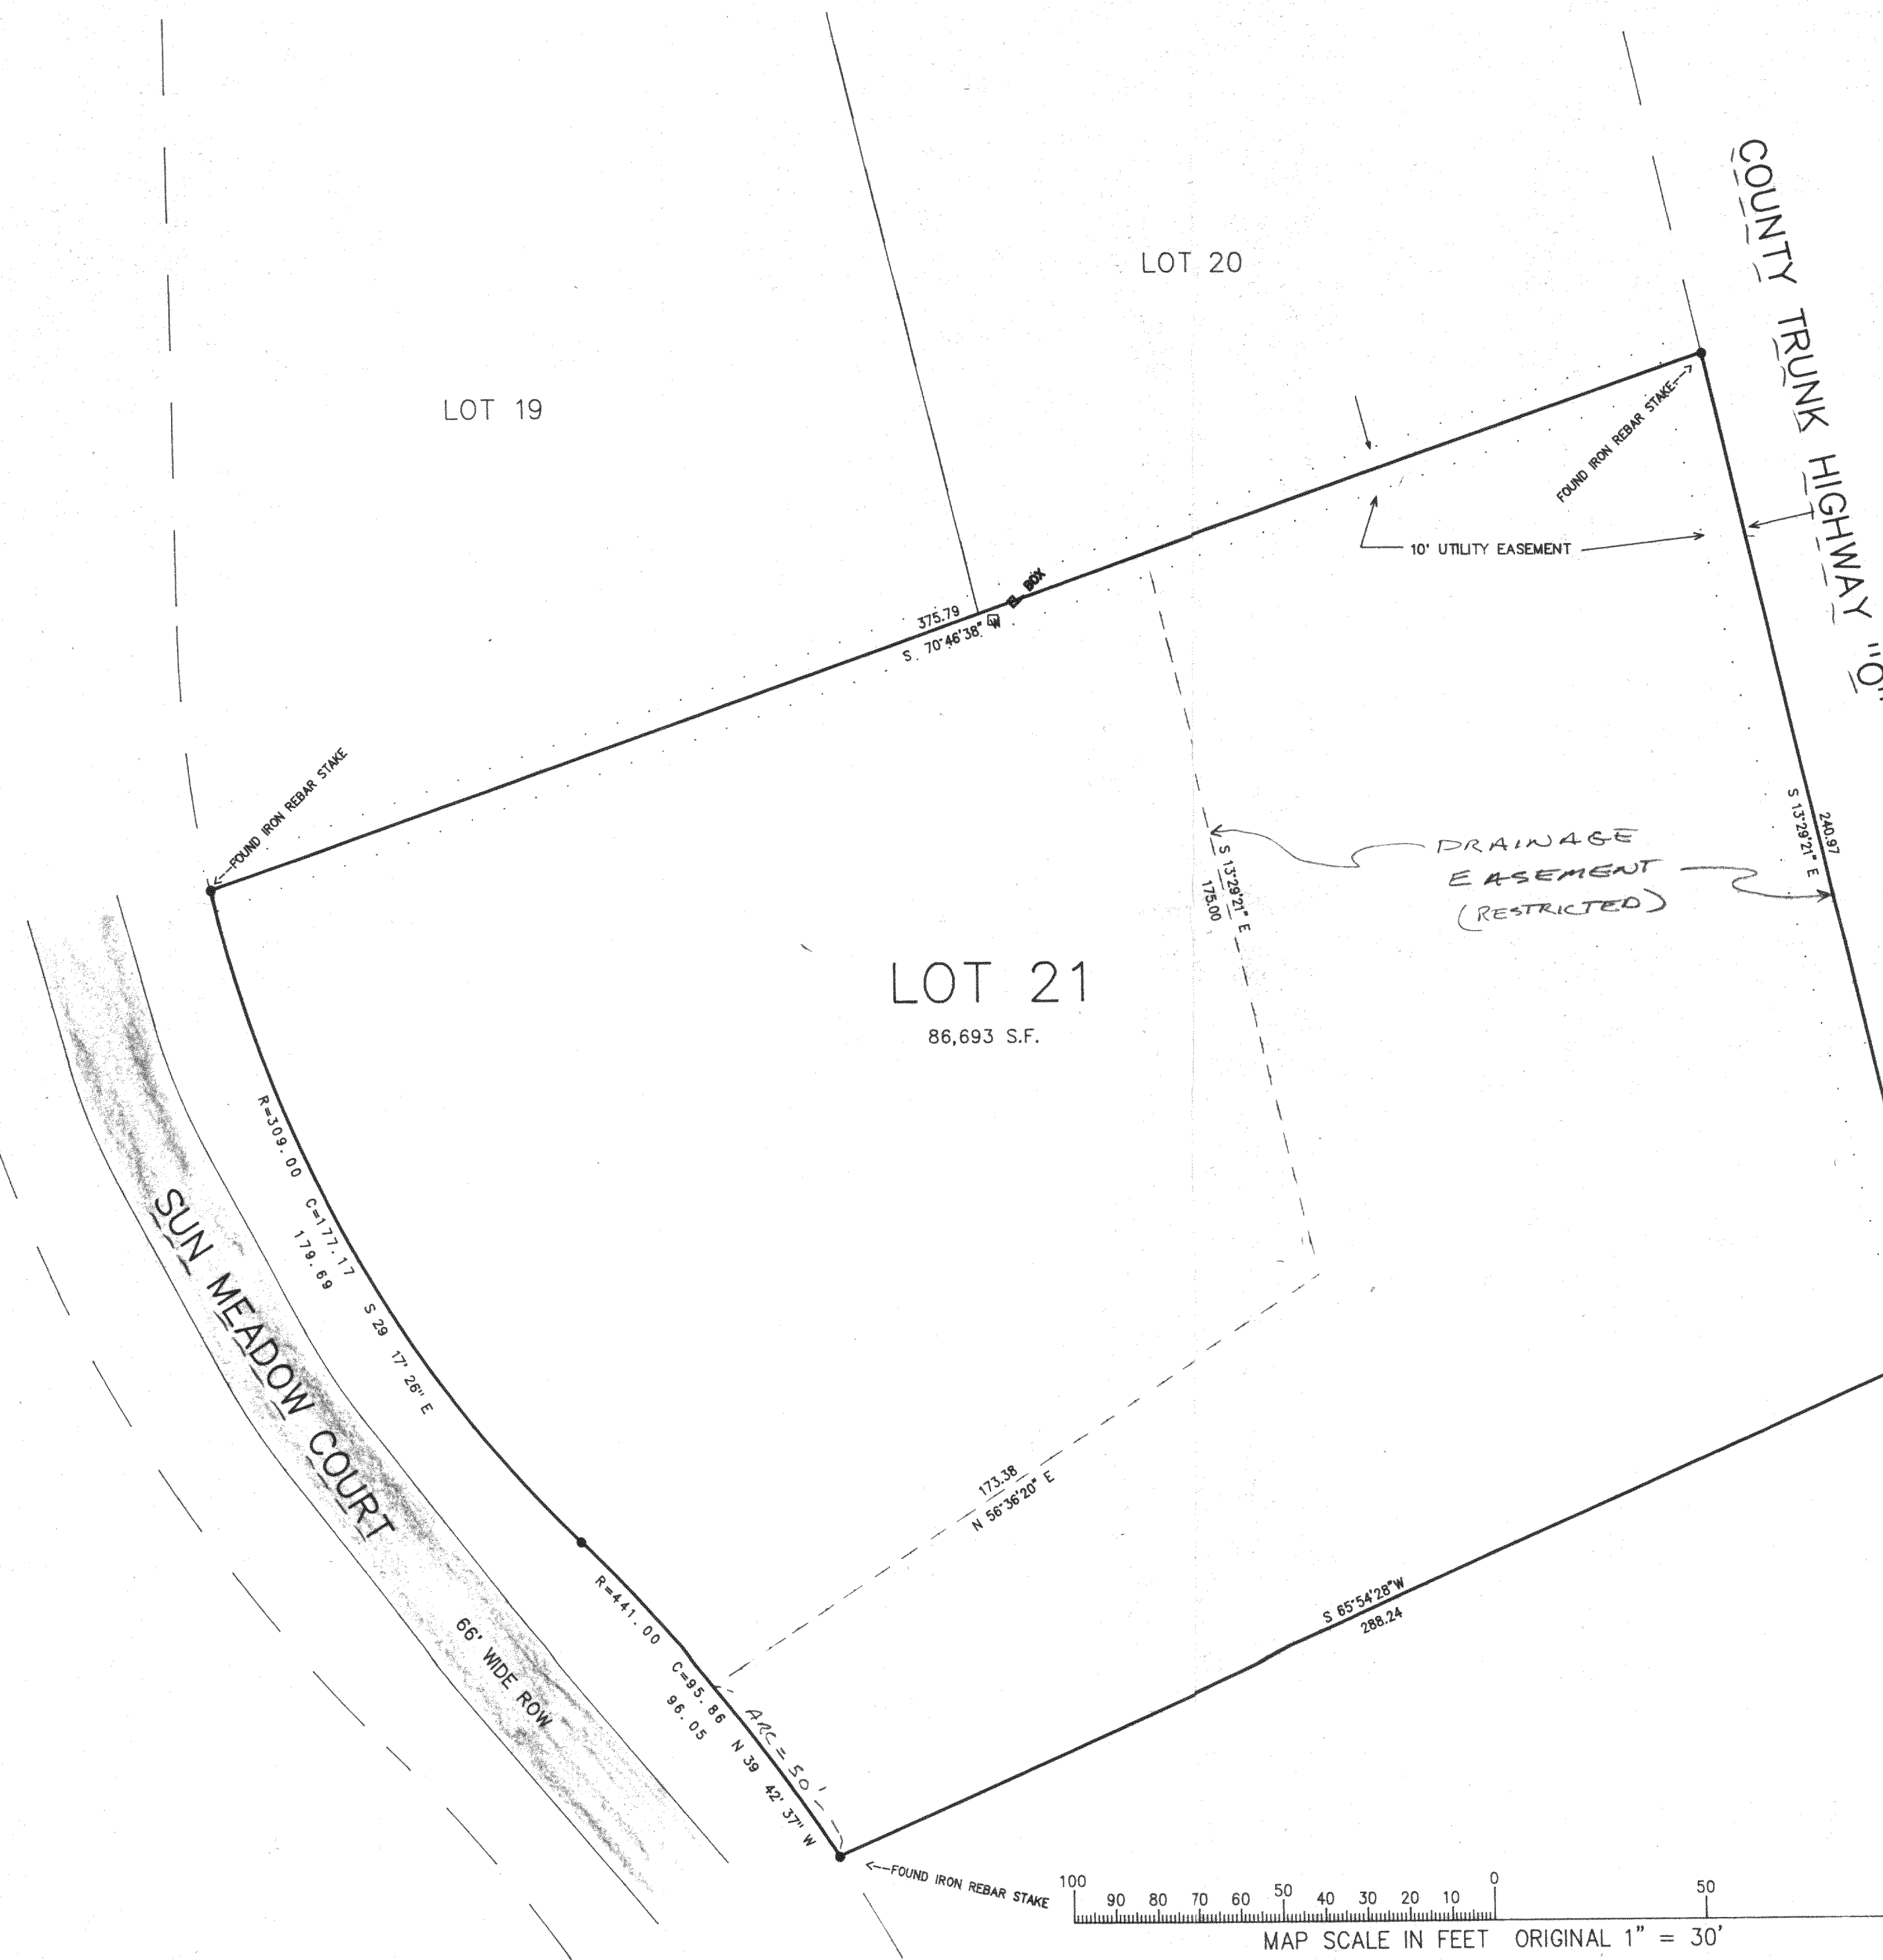 COUNTY TRUNK HIGHWAY "O"
LOT 20
LOT 19
FOUND IRON REBAR STAKE
10' UTILITY EASEMENT
BOX
375.79
S. 70°46'38" W
FOUND IRON REBAR STAKE
240.97
S 13°29'21" E
S 13°29'21" E
175.00
DRAINAGE
EASEMENT
(RESTRICTED)
LOT 21
86,693 S.F.
R=309.00 C=177.17 S 29 17' 26" E
179.69
SUN MEADOW COURT
66' WIDE ROW
173.38
N 56°36'20" E
R=441.00 C=95.86 N 39 42' 37" W
96.05
ARC = 50'
S 65°54'28"W
288.24
FOUND IRON REBAR STAKE
100 90 80 70 60 50 40 30 20 10 0 50
MAP SCALE IN FEET ORIGINAL 1" = 30'